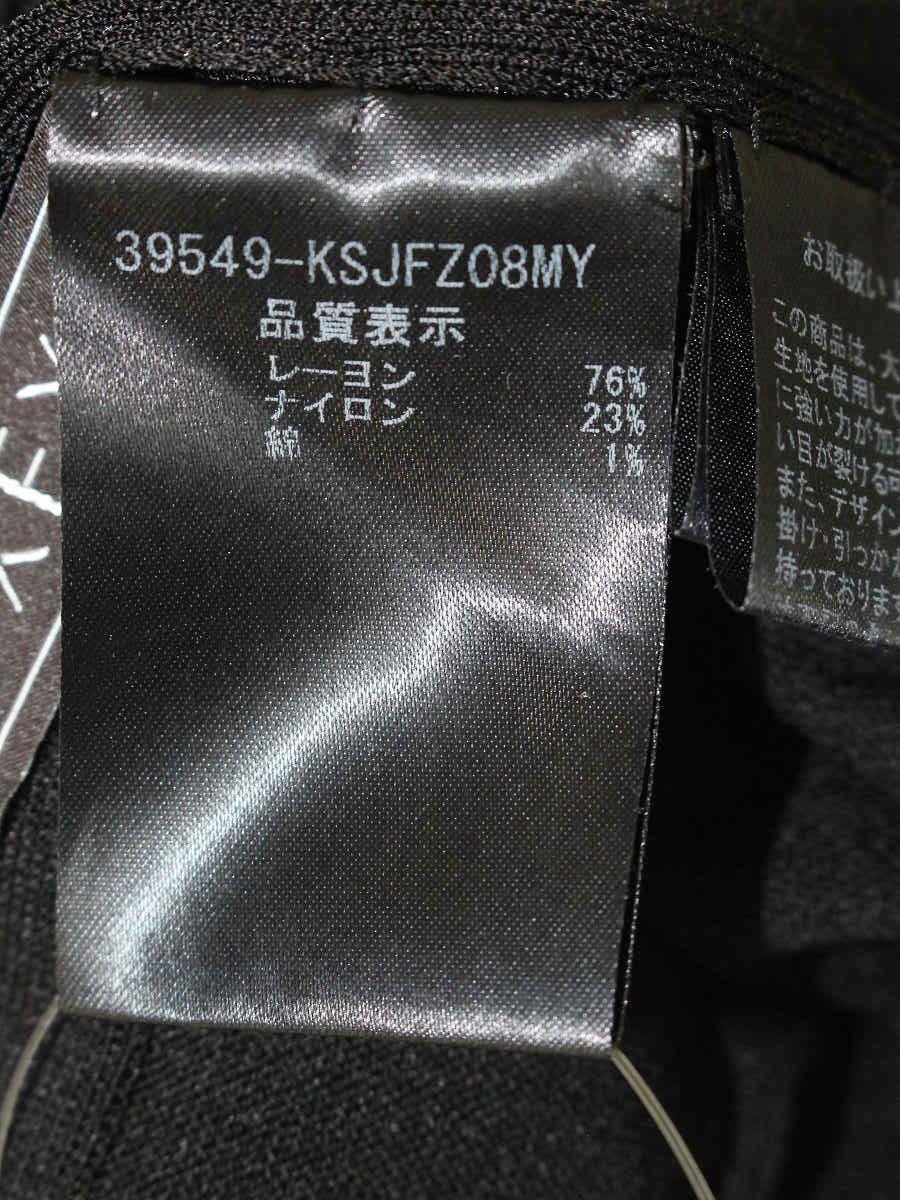 39549-KSJFZ08MY
品質表示
レーヨン 76%
ナイロン 23%
綿 1%
お取扱い上
この商品は、大
生地を使用して
に強い力が加
い目が裂ける可
また、デザイン
掛け・引っかか
持っております